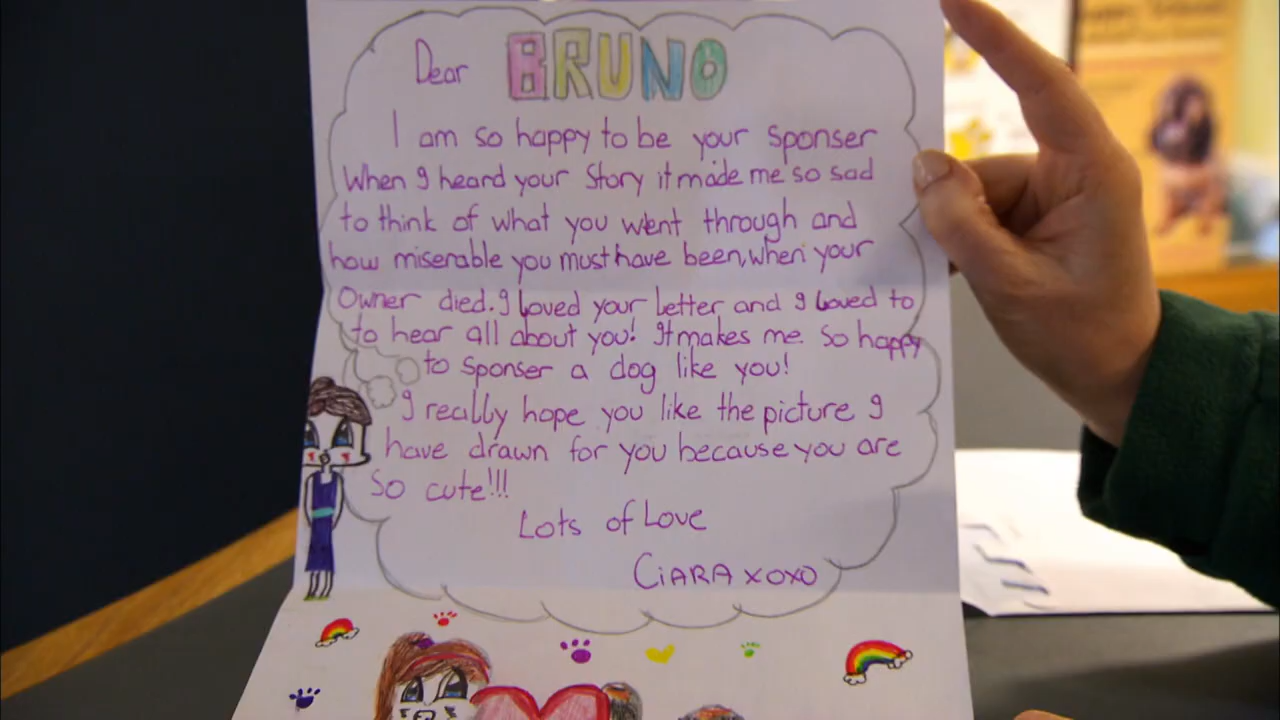 Dear BRUNO
I am so happy to be your sponser
When I heard your Story it made me so sad
to think of what you went through and
how miserable you must have been, when your
Owner died. I loved your letter and I loved to
to hear all about you! It makes me so happy
to sponser a dog like you!
I really hope you like the picture I
have drawn for you because you are
So cute!!!
Lots of Love
CiARA xoxo